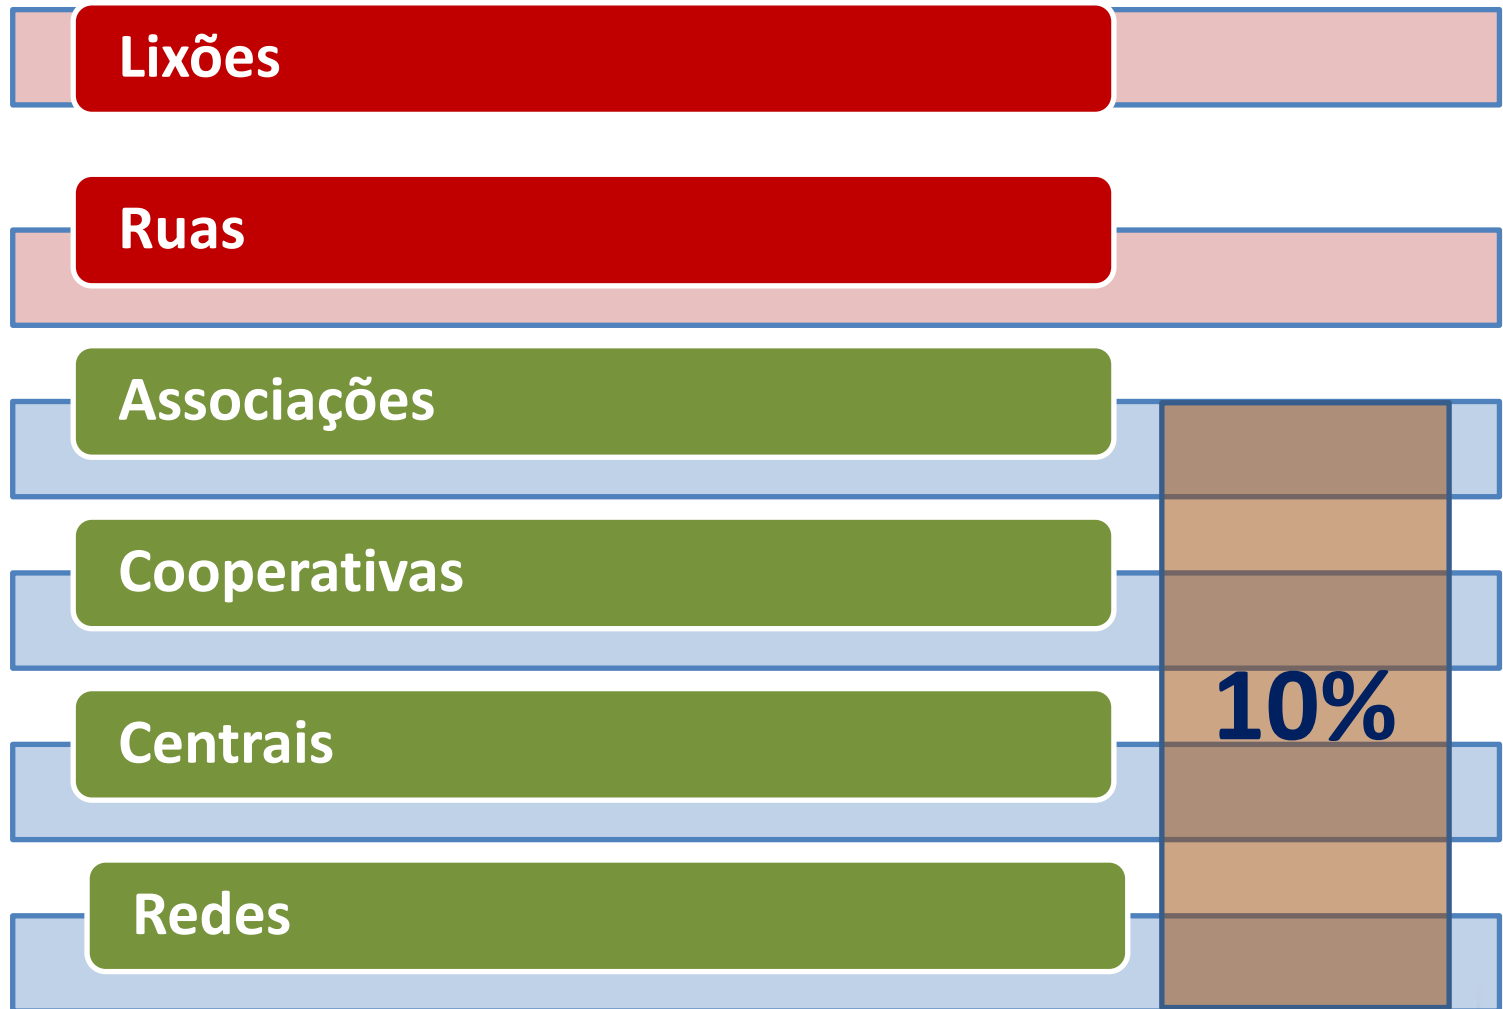 Lixões
Ruas
Associações
Cooperativas
10%
Centrais
Redes